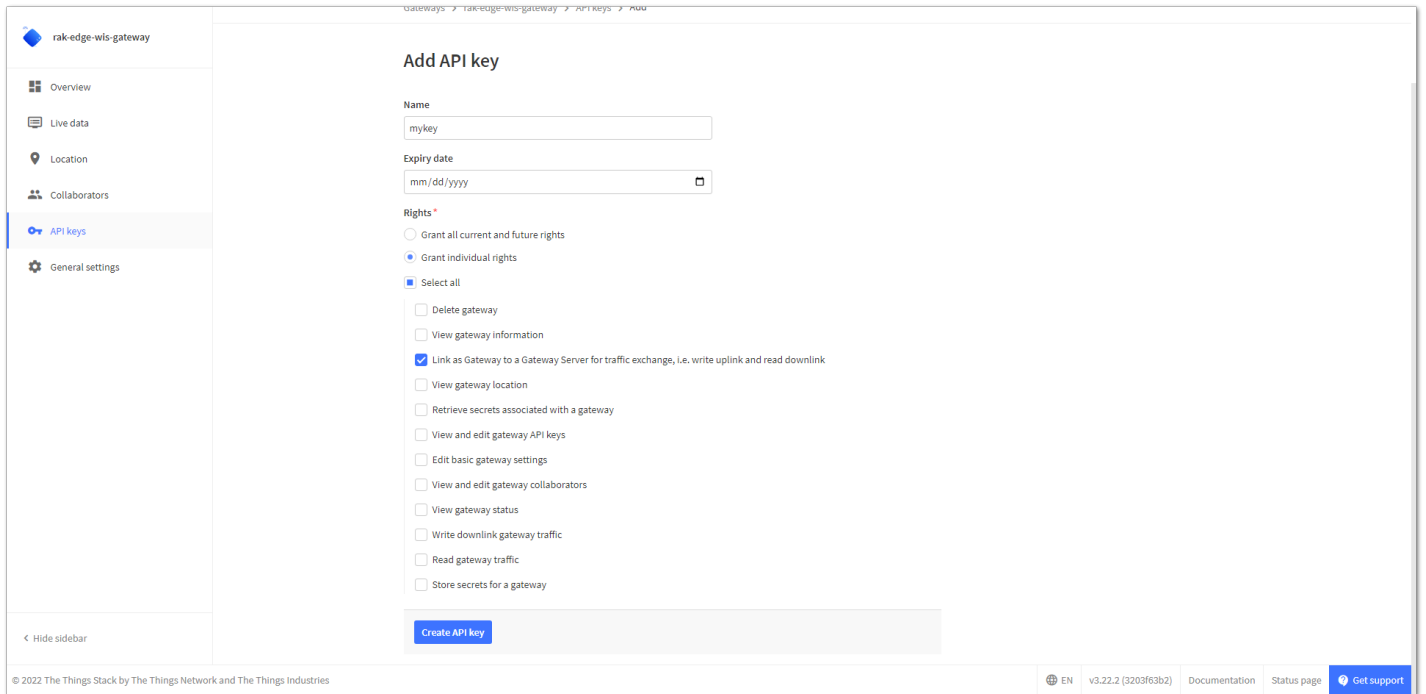 Gateways > rak-edge-wis-gateway > API keys > Add
rak-edge-wis-gateway
Overview
Live data
Location
Collaborators
API keys
General settings
Hide sidebar
Add API key
Name
mykey
Expiry date
mm/dd/yyyy
Rights*
Grant all current and future rights
Grant individual rights
Select all
Delete gateway
View gateway information
Link as Gateway to a Gateway Server for traffic exchange, i.e. write uplink and read downlink
View gateway location
Retrieve secrets associated with a gateway
View and edit gateway API keys
Edit basic gateway settings
View and edit gateway collaborators
View gateway status
Write downlink gateway traffic
Read gateway traffic
Store secrets for a gateway
Create API key
© 2022 The Things Stack by The Things Network and The Things Industries
EN
v3.22.2 (3203f63b2)
Documentation
Status page
Get support